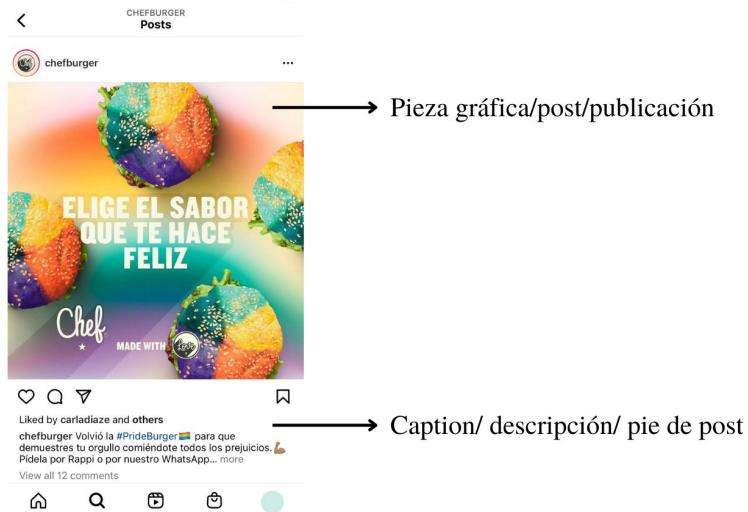 CHEFBURGER
Posts
chefburger
Pieza gráfica/post/publicación
ELIGE EL SABOR
QUE TE HACE
FELIZ
Chef
MADE WITH Love
Liked by carladiaze and others
chefburger Volvió la #PrideBurger🏳️‍🌈 para que
demuestres tu orgullo comiéndote todos los prejuicios.💪🏽
Pídela por Rappi o por nuestro WhatsApp... more
View all 12 comments
Caption/ descripción/ pie de post